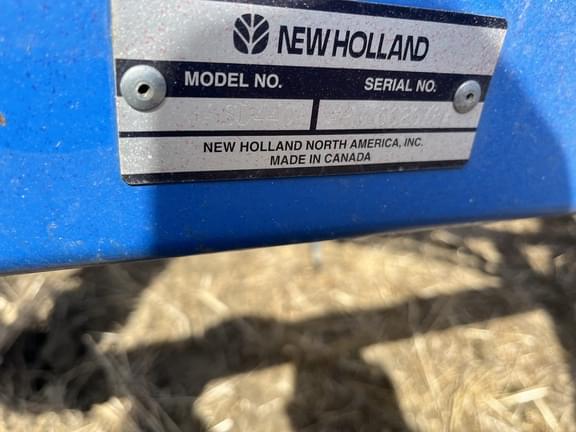 NEW HOLLAND
MODEL NO. SERIAL NO.
NEW HOLLAND NORTH AMERICA, INC.
MADE IN CANADA